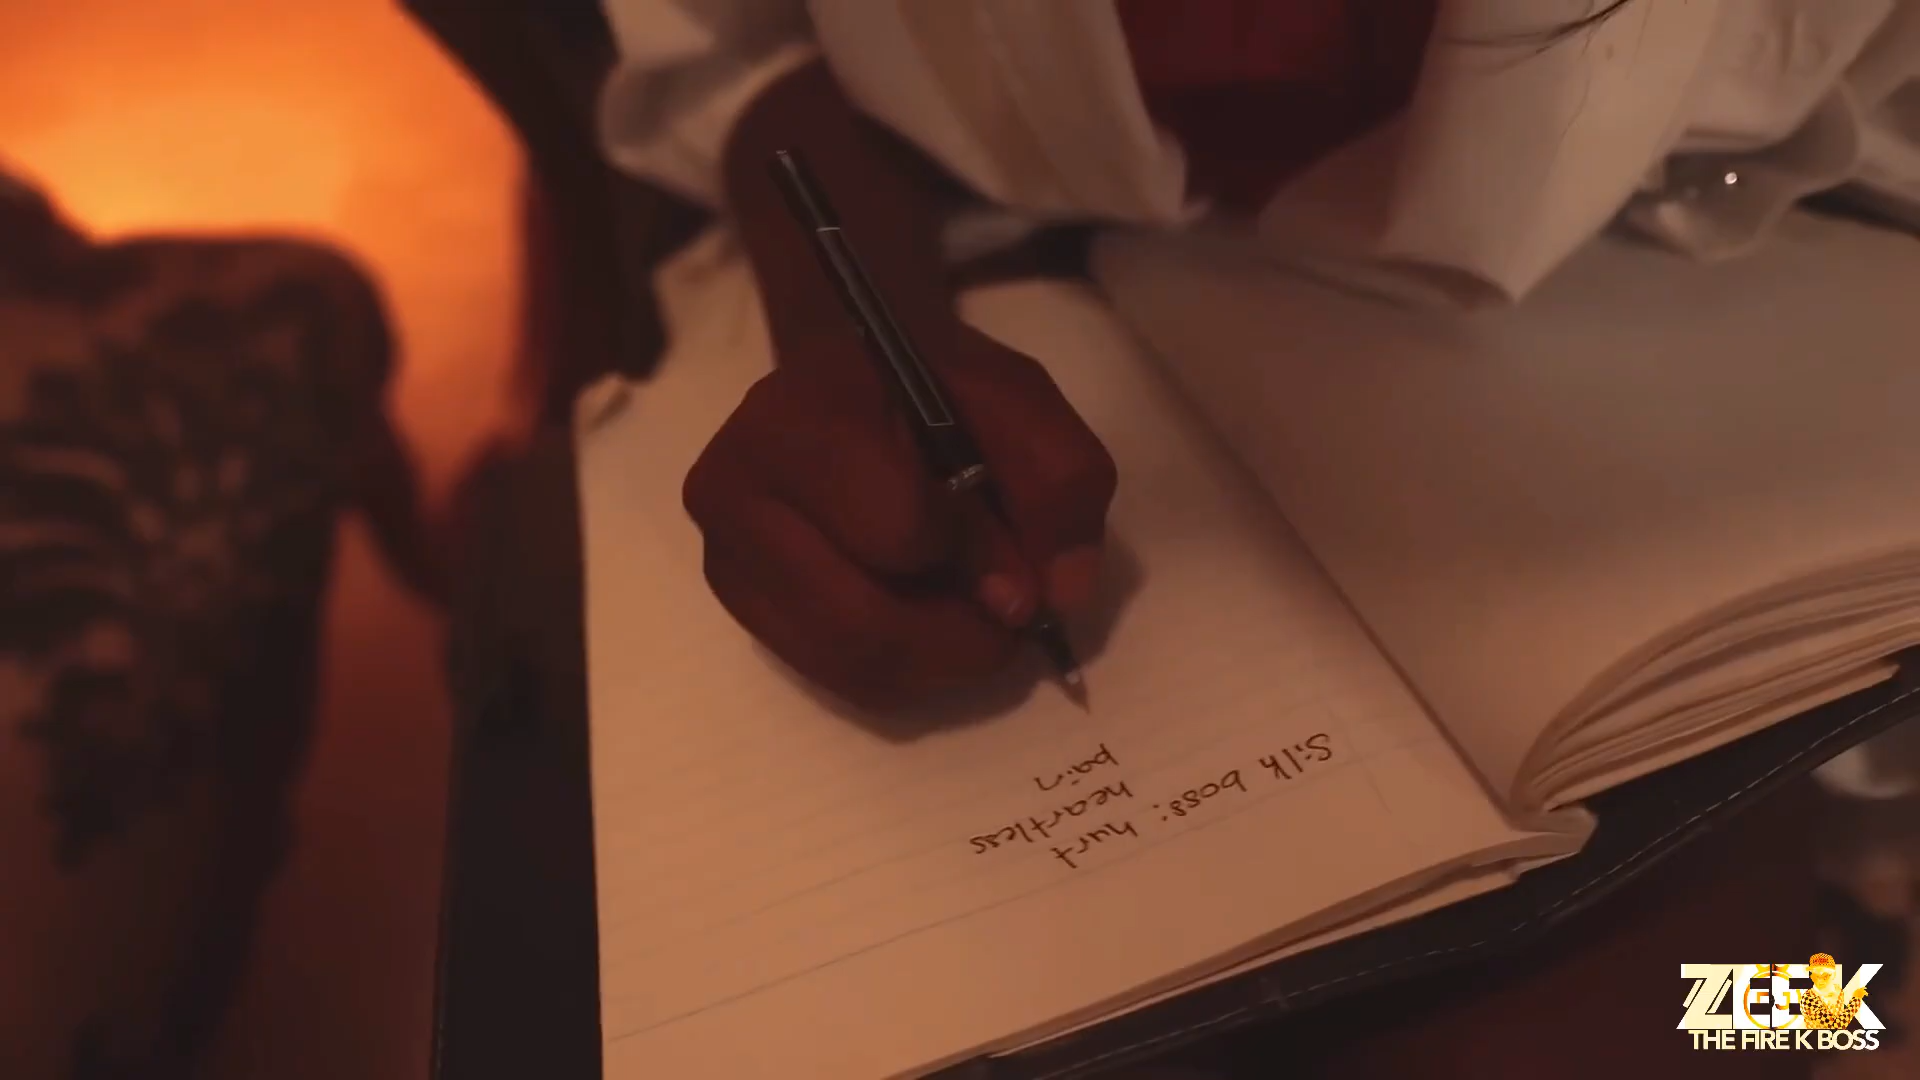 Silk boss: hurt
heartless
pain
ZEEK
THE FIRE K BOSS